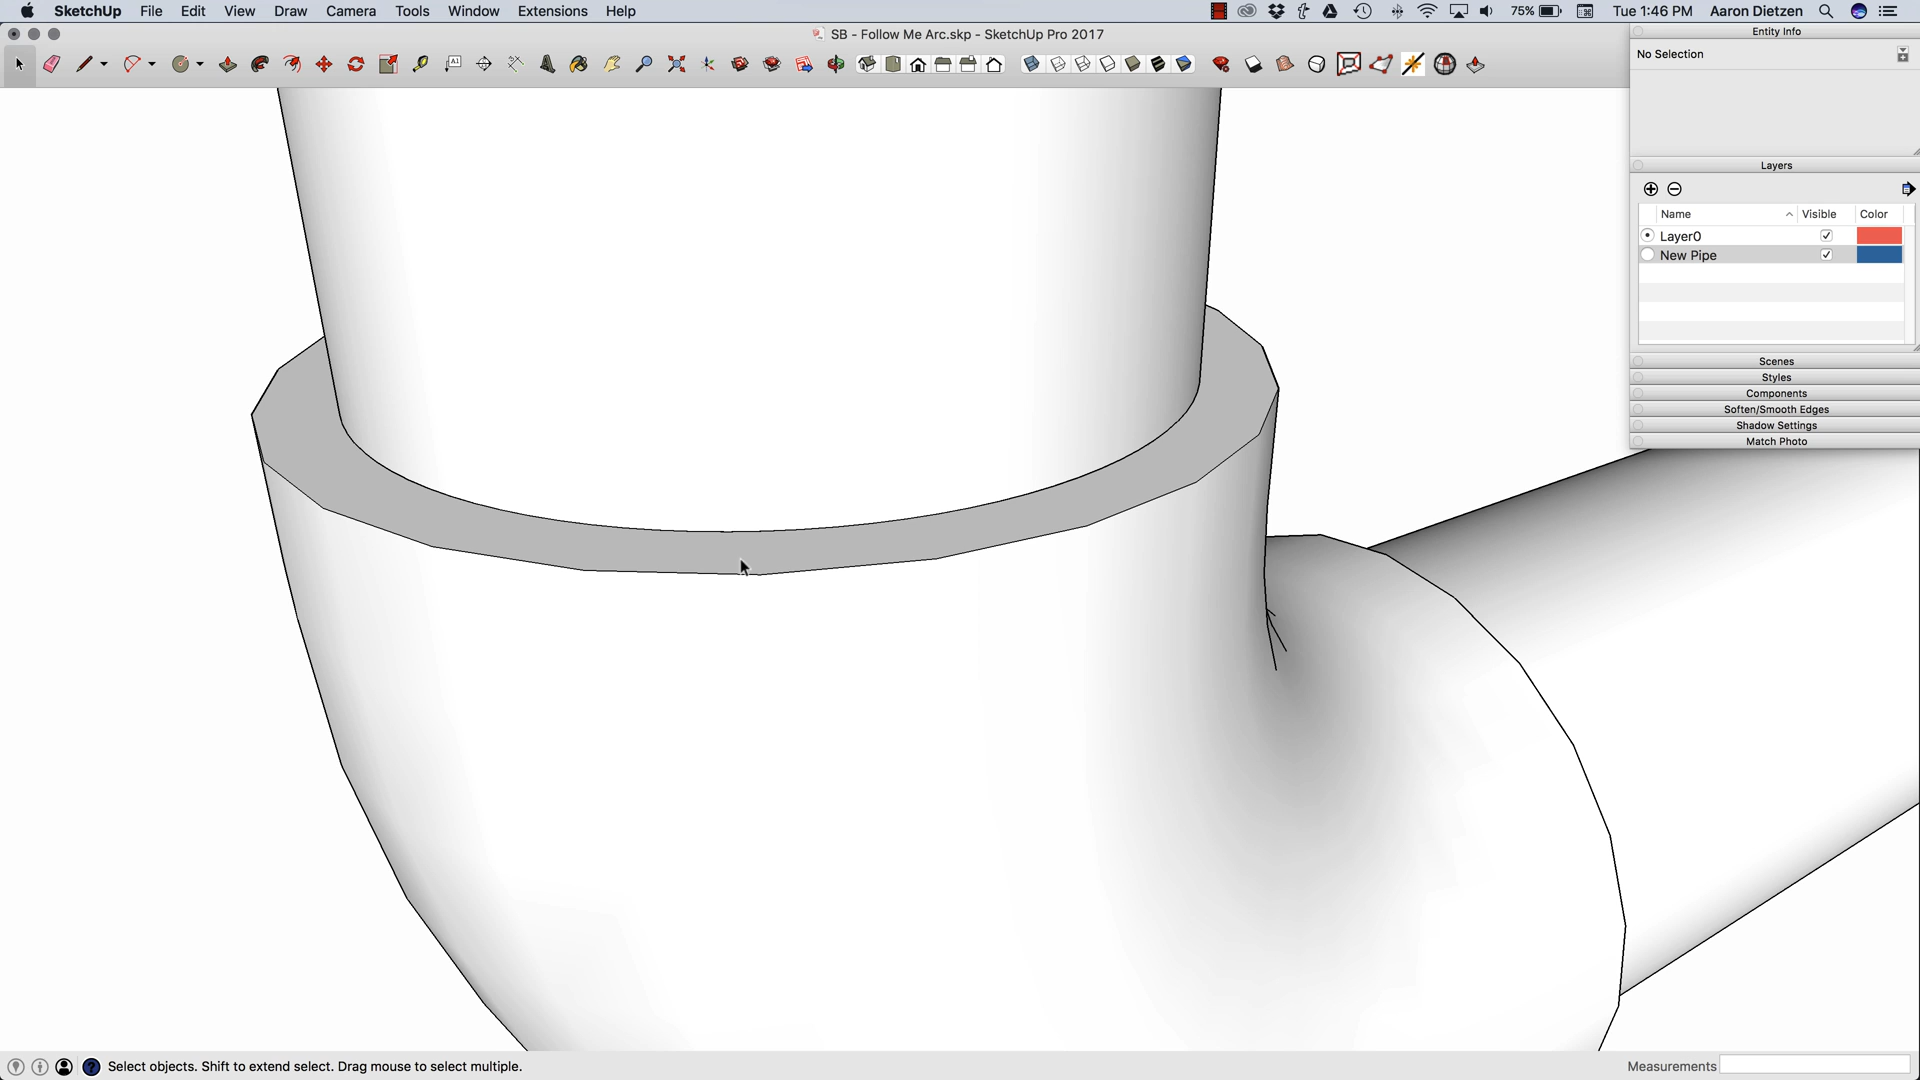 SketchUp File Edit View Draw Camera Tools Window Extensions Help 75% Tue 1:46 PM Aaron Dietzen
SB - Follow Me Arc.skp - SketchUp Pro 2017
Entity Info
No Selection
Layers
Name Visible Color
Layer0
New Pipe
Scenes
Styles
Components
Soften/Smooth Edges
Shadow Settings
Match Photo
Select objects. Shift to extend select. Drag mouse to select multiple.
Measurements